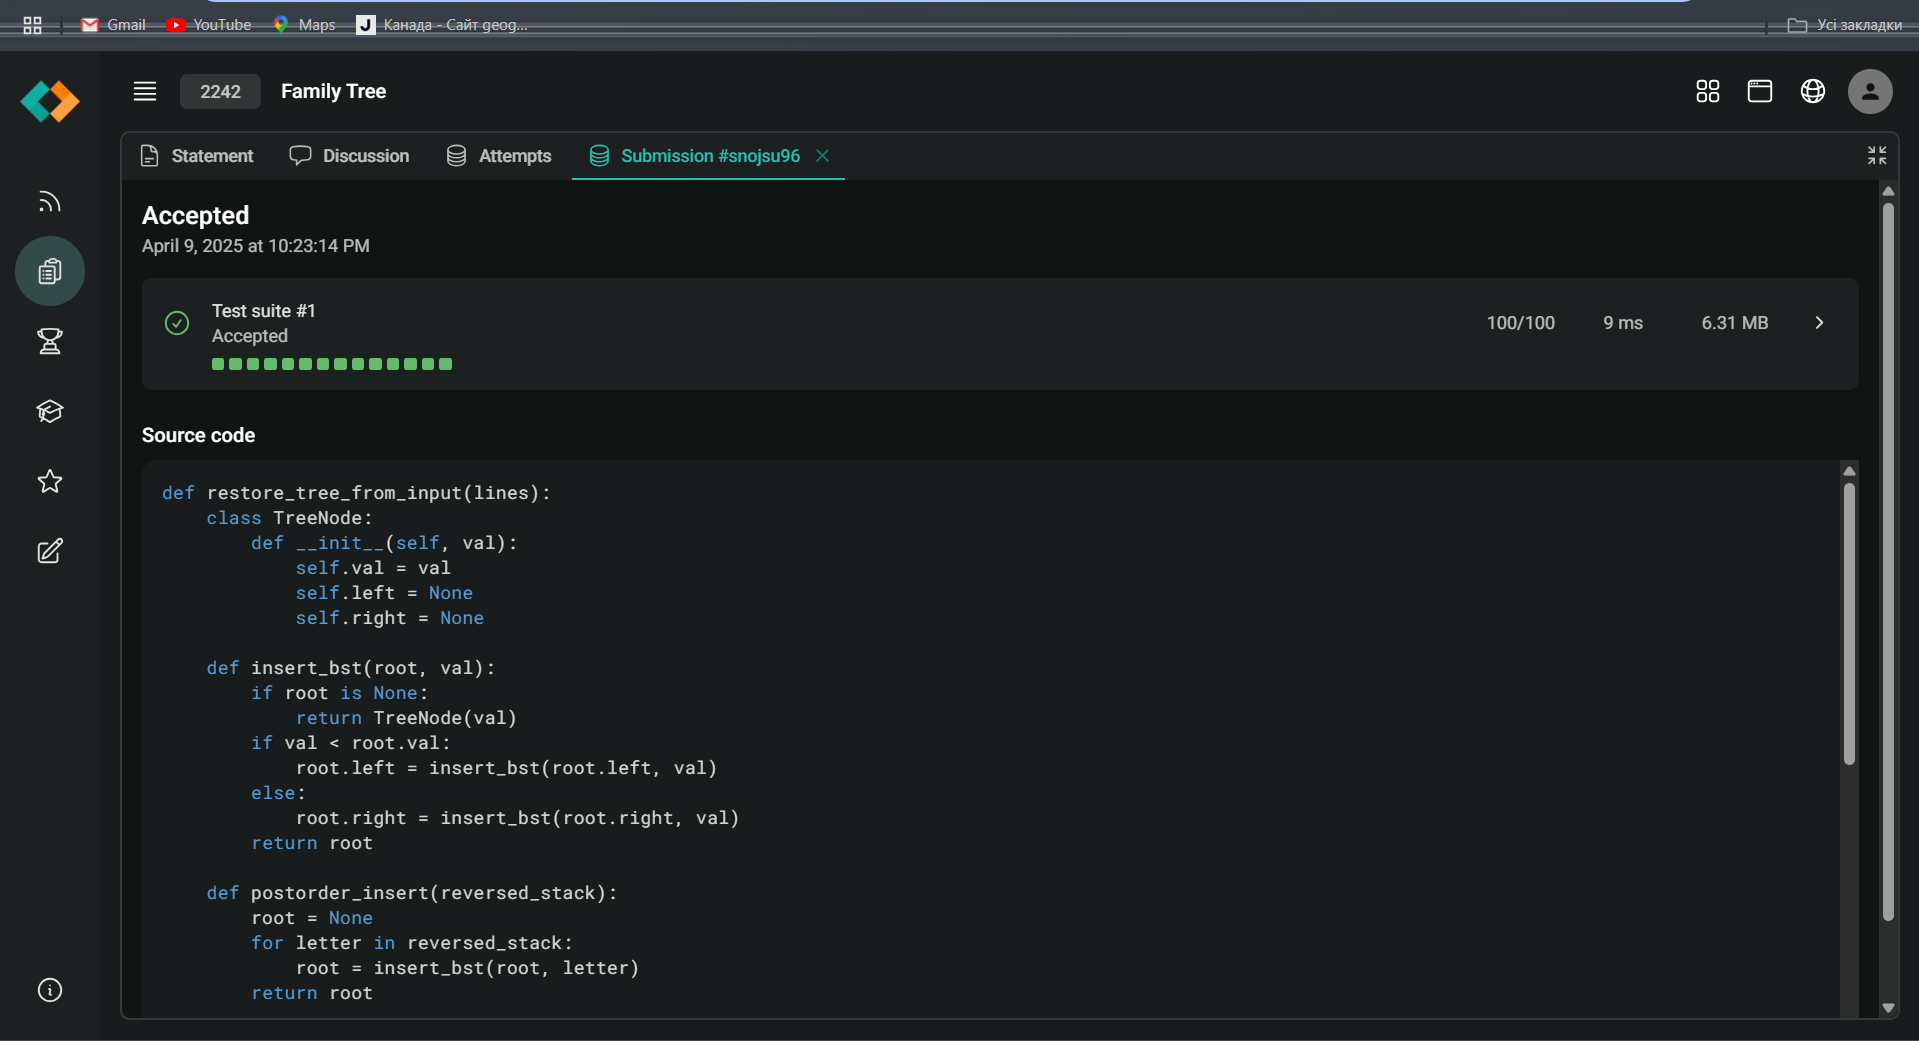 Gmail YouTube Maps Канада - Сайт geog... Усі закладки
2242 Family Tree
Statement Discussion Attempts Submission #snojsu96
Accepted
April 9, 2025 at 10:23:14 PM
Test suite #1
Accepted
100/100 9 ms 6.31 MB
Source code
def restore_tree_from_input(lines):
    class TreeNode:
        def __init__(self, val):
            self.val = val
            self.left = None
            self.right = None
    def insert_bst(root, val):
        if root is None:
            return TreeNode(val)
        if val < root.val:
            root.left = insert_bst(root.left, val)
        else:
            root.right = insert_bst(root.right, val)
        return root
    def postorder_insert(reversed_stack):
        root = None
        for letter in reversed_stack:
            root = insert_bst(root, letter)
        return root